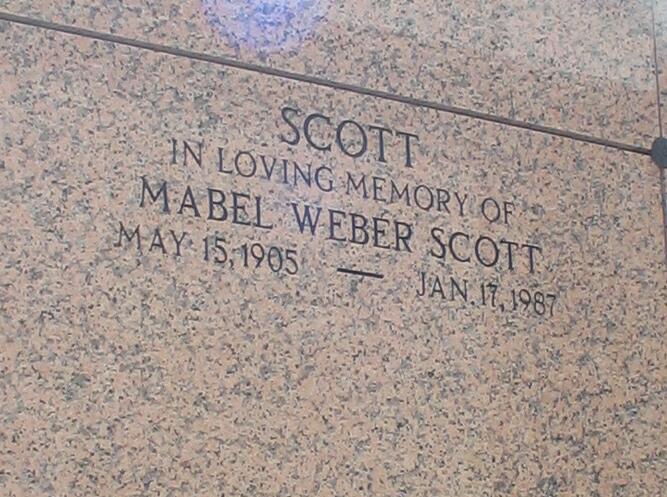 SCOTT
IN LOVING MEMORY OF
MABEL WEBER SCOTT
MAY 15, 1905 — JAN. 17, 1987